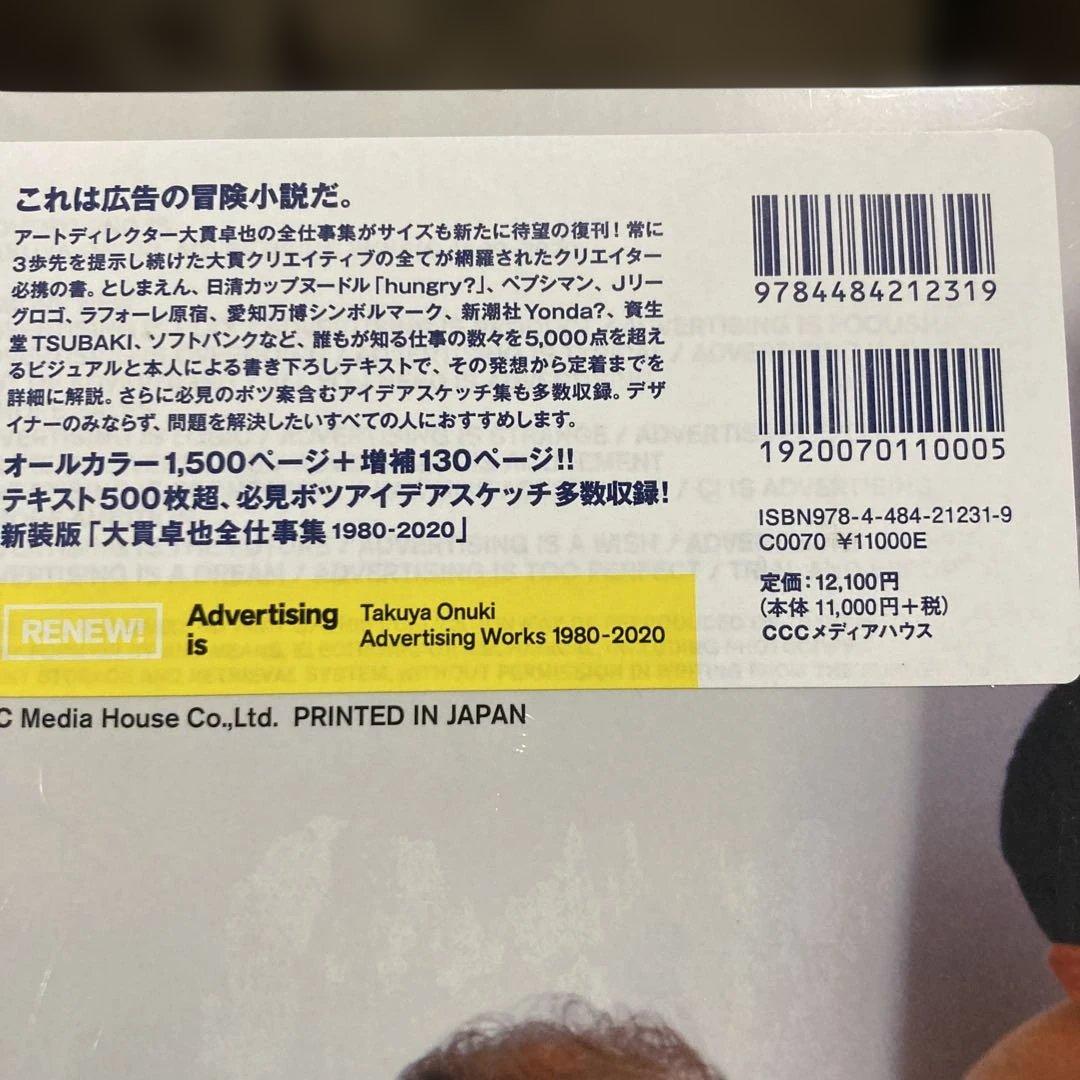 これは広告の冒険小説だ。
アートディレクター大貫卓也の全仕事集がサイズも新たに待望の復刊！常に
3歩先を提示し続けた大貫クリエイティブの全てが網羅されたクリエイター
必携の書。としまえん、日清カップヌードル「hungry?」、ペプシマン、Jリー
グロゴ、ラフォーレ原宿、愛知万博シンボルマーク、新潮社Yonda?、資生
堂TSUBAKI、ソフトバンクなど、誰もが知る仕事の数々を5,000点を超え
るビジュアルと本人による書き下ろしテキストで、その発想から定着までを
詳細に解説。さらに必見のボツ案含むアイデアスケッチ集も多数収録。デザ
イナーのみならず、問題を解決したいすべての人におすすめします。
オールカラー1,500ページ＋増補130ページ!!
テキスト500枚超、必見ボツアイデアスケッチ多数収録！
新装版「大貫卓也全仕事集 1980-2020」
RENEW!
Advertising
is
Takuya Onuki
Advertising Works 1980-2020
9784484212319
1920070110005
ISBN978-4-484-21231-9
C0070 ¥11000E
定価：12,100円
（本体 11,000円＋税）
CCCメディアハウス
C Media House Co.,Ltd. PRINTED IN JAPAN